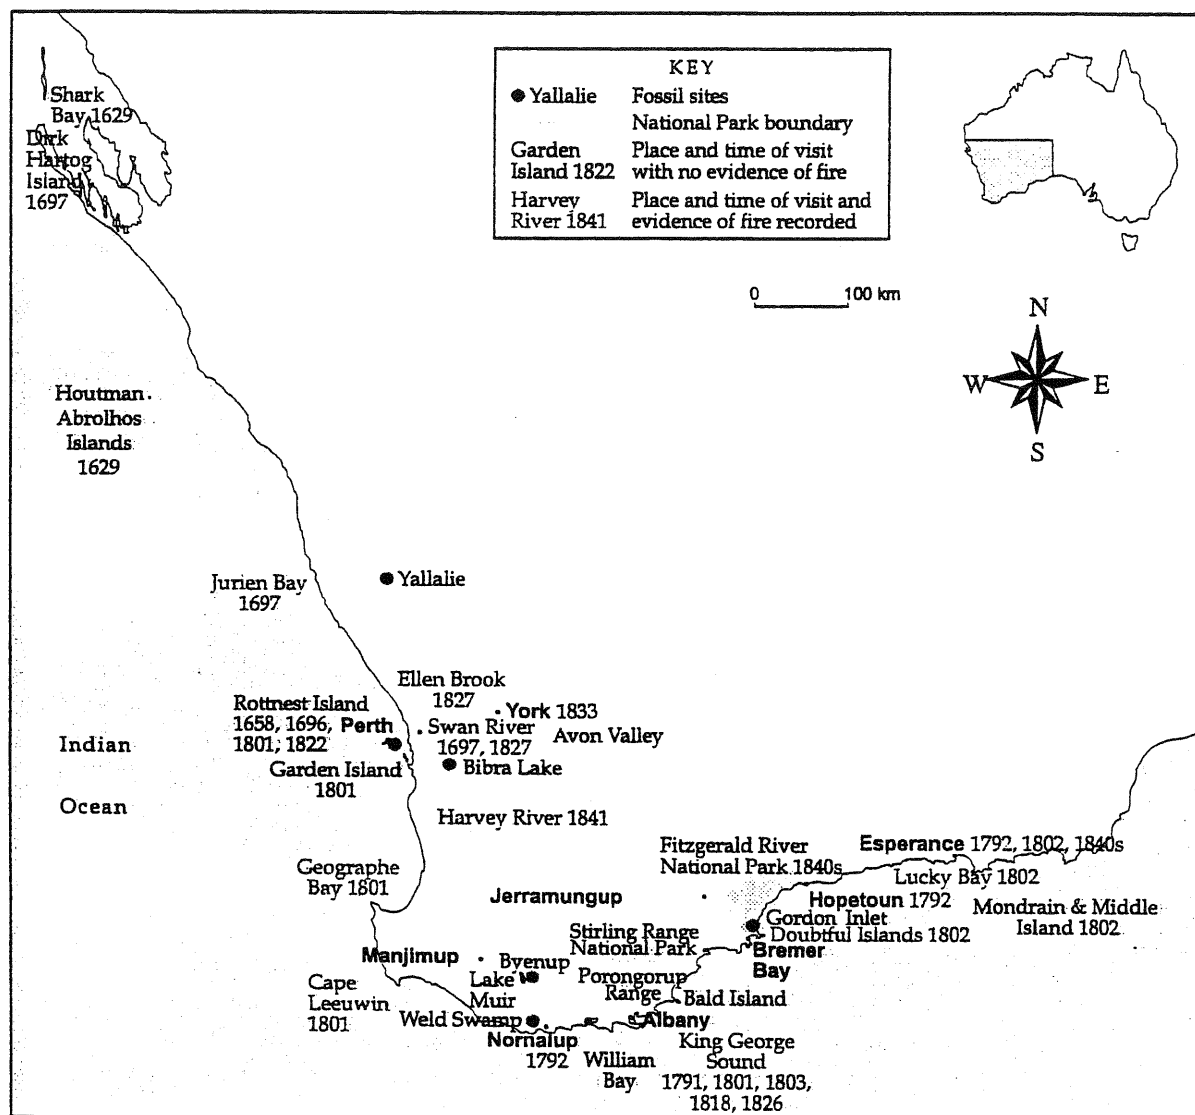 KEY
Yallalie Fossil sites
National Park boundary
Garden Place and time of visit
Island 1822 with no evidence of fire
Harvey Place and time of visit and
River 1841 evidence of fire recorded
Shark
Bay 1629
Dirk
Hartog
Island
1697
0 100 km
N
W E
S
Houtman
Abrolhos
Islands
1629
Jurien Bay
1697
Yallalie
Ellen Brook
1827
York 1833
Rottnest Island
1658, 1696,
1801; 1822
Perth
Swan River
1697, 1827
Avon Valley
Indian
Ocean
Garden Island
1801
Bibra Lake
Harvey River 1841
Geographe
Bay 1801
Fitzgerald River
National Park 1840s
Esperance 1792, 1802, 1840s
Lucky Bay 1802
Jerramungup
Hopetoun 1792
Mondrain & Middle
Island 1802
Gordon Inlet
Doubtful Islands 1802
Stirling Range
National Park
Bremer
Bay
Manjimup
Byenup
Lake
Muir
Porongorup
Range
Bald Island
Cape
Leeuwin
1801
Weld Swamp
Albany
Nornalup
1792
William
Bay
King George
Sound
1791, 1801, 1803,
1818, 1826